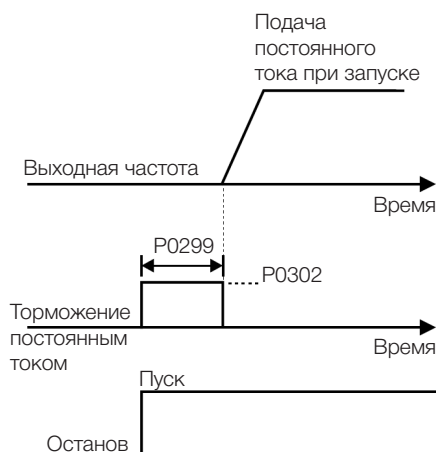 Подача
постоянного
тока при запуске
Выходная частота
Время
P0299
P0302
Торможение
постоянным
током
Время
Пуск
Останов